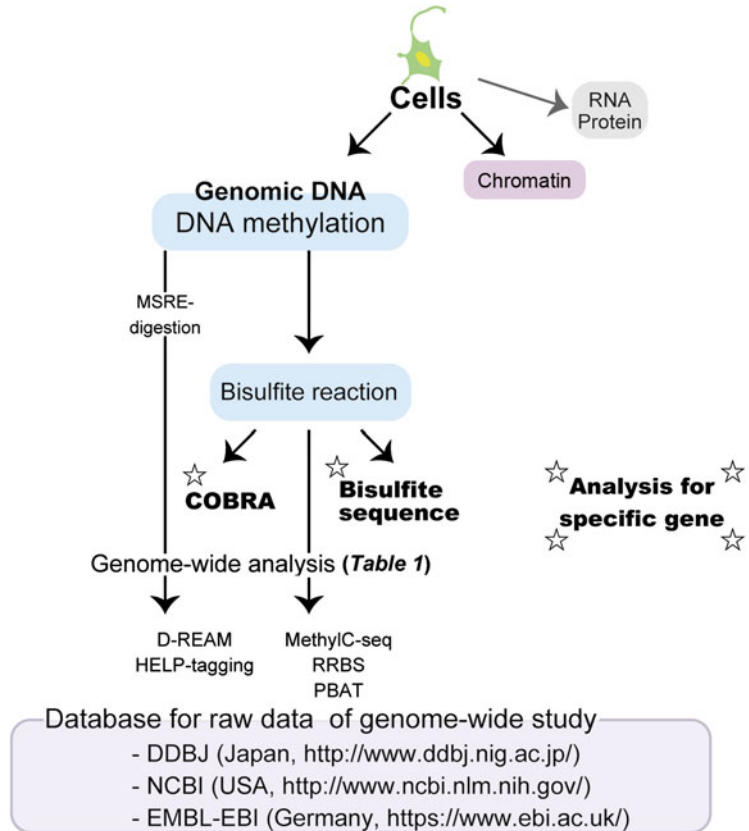 Cells
RNA
Protein
Chromatin
Genomic DNA
DNA methylation
MSRE-
digestion
Bisulfite reaction
☆ COBRA
☆ Bisulfite
sequence
☆ Analysis for ☆
☆ specific gene ☆
Genome-wide analysis (Table 1)
D-REAM
HELP-tagging
MethylC-seq
RRBS
PBAT
Database for raw data of genome-wide study
- DDBJ (Japan, http://www.ddbj.nig.ac.jp/)
- NCBI (USA, http://www.ncbi.nlm.nih.gov/)
- EMBL-EBI (Germany, https://www.ebi.ac.uk/)